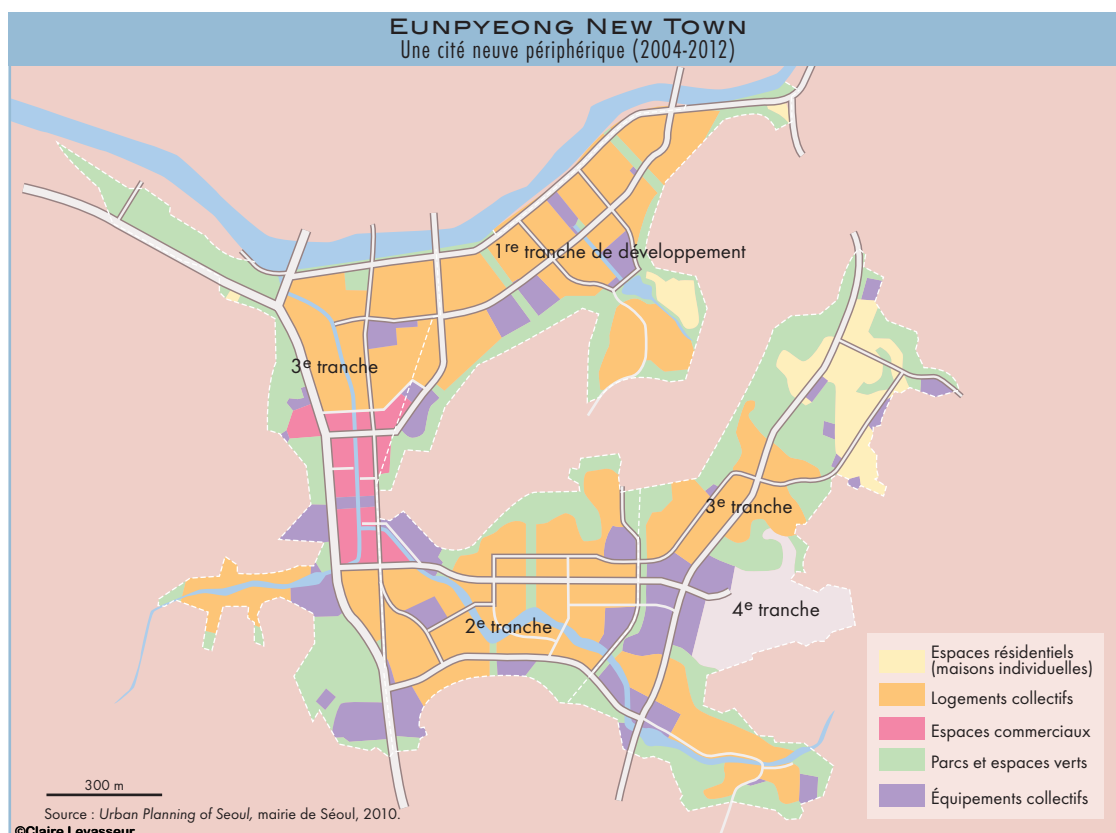 EUNPYEONG NEW TOWN
Une cité neuve périphérique (2004-2012)
1re tranche de développement
3e tranche
3e tranche
4e tranche
2e tranche
Espaces résidentiels
(maisons individuelles)
Logements collectifs
Espaces commerciaux
Parcs et espaces verts
Équipements collectifs
300 m
Source : Urban Planning of Seoul, mairie de Séoul, 2010.
©Claire Levasseur